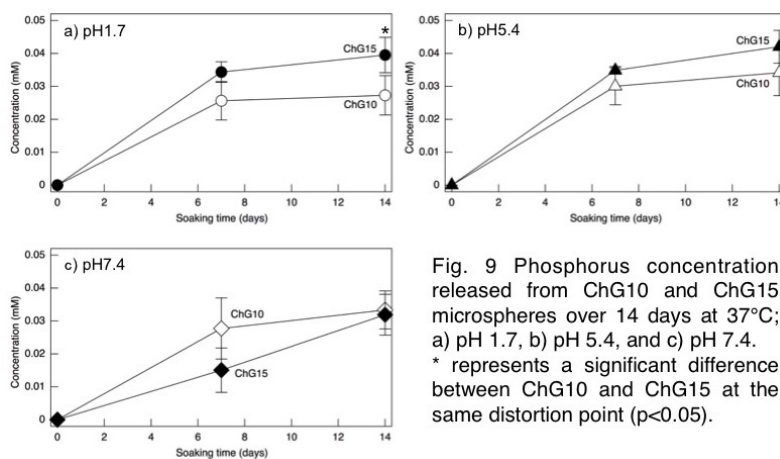 a) pH1.7
*
ChG15
ChG10
0.05
0.04
0.03
0.02
0.01
0
Concentration (mM)
0 2 4 6 8 10 12 14
Soaking time (days)
b) pH5.4
ChG15
ChG10
0.05
0.04
0.03
0.02
0.01
0
Concentration (mM)
0 2 4 6 8 10 12 14
Soaking time (days)
c) pH7.4
ChG10
ChG15
0.05
0.04
0.03
0.02
0.01
0
Concentration (mM)
0 2 4 6 8 10 12 14
Soaking time (days)
Fig. 9 Phosphorus concentration
released from ChG10 and ChG15
microspheres over 14 days at 37°C;
a) pH 1.7, b) pH 5.4, and c) pH 7.4.
* represents a significant difference
between ChG10 and ChG15 at the
same distortion point (p<0.05).